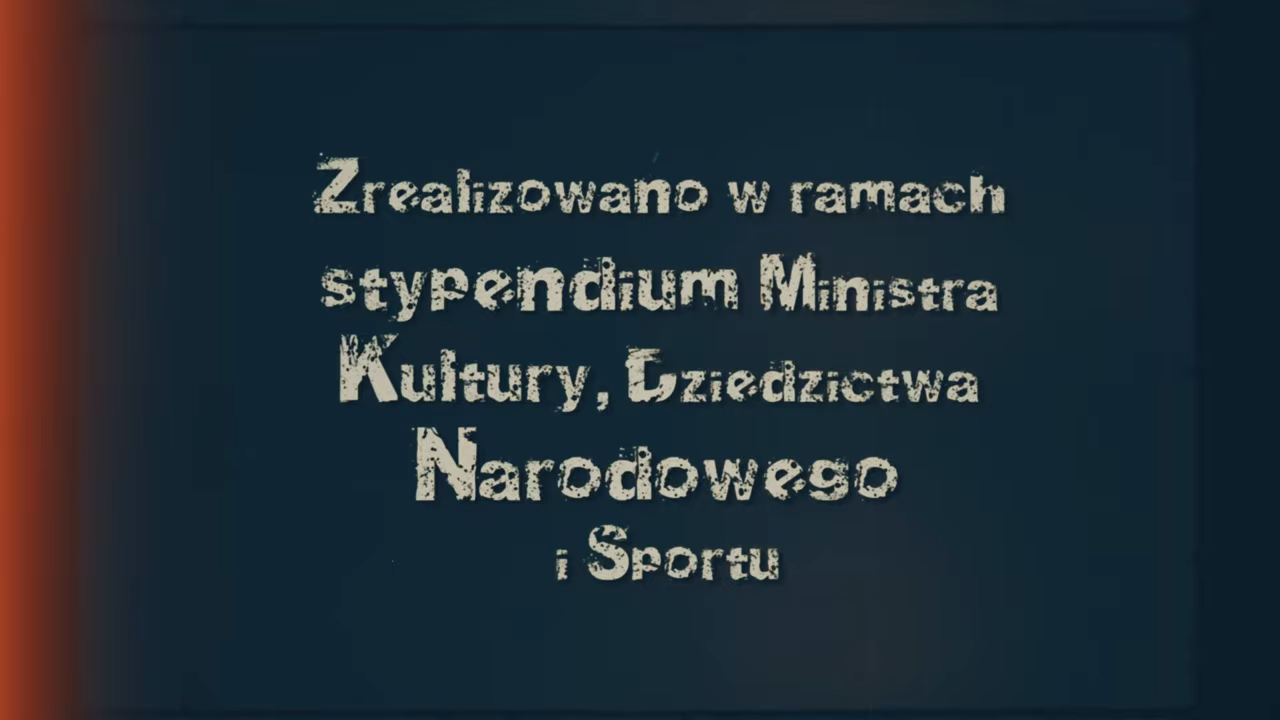 Zrealizowano w ramach
stypendium Ministra
Kultury, Dziedzictwa
Narodowego
i Sportu